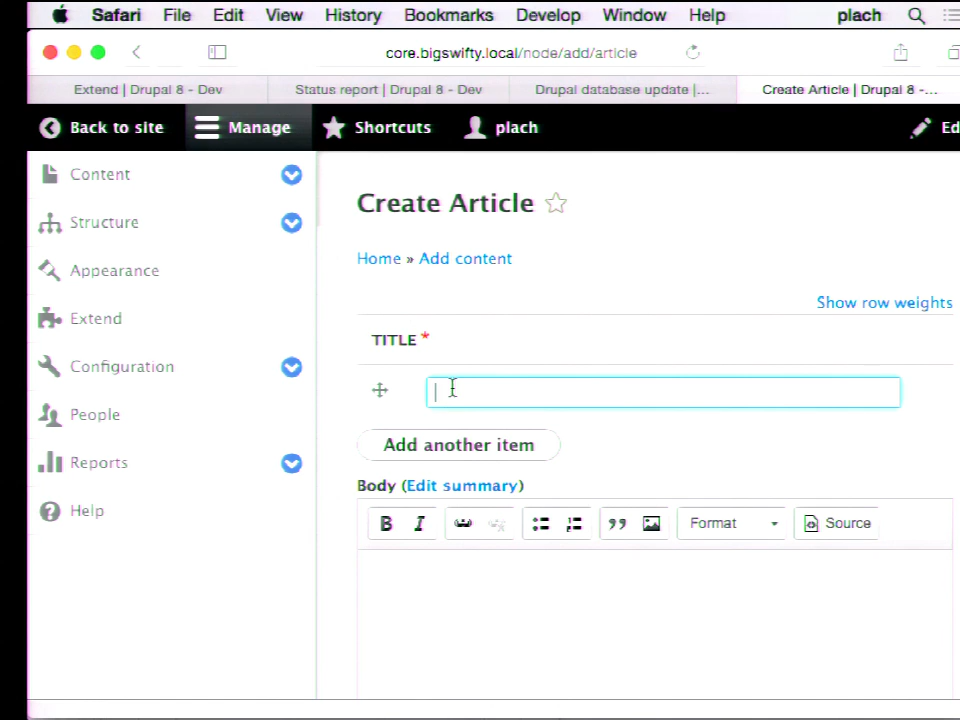 Safari File Edit View History Bookmarks Develop Window Help plach
core.bigswifty.local/node/add/article
Extend | Drupal 8 - Dev Status report | Drupal 8 - Dev Drupal database update |... Create Article | Drupal 8 -...
Back to site Manage Shortcuts plach Ed
Content
Structure
Appearance
Extend
Configuration
People
Reports
Help
Create Article
Home » Add content
Show row weights
TITLE *
Add another item
Body (Edit summary)
B I Format Source